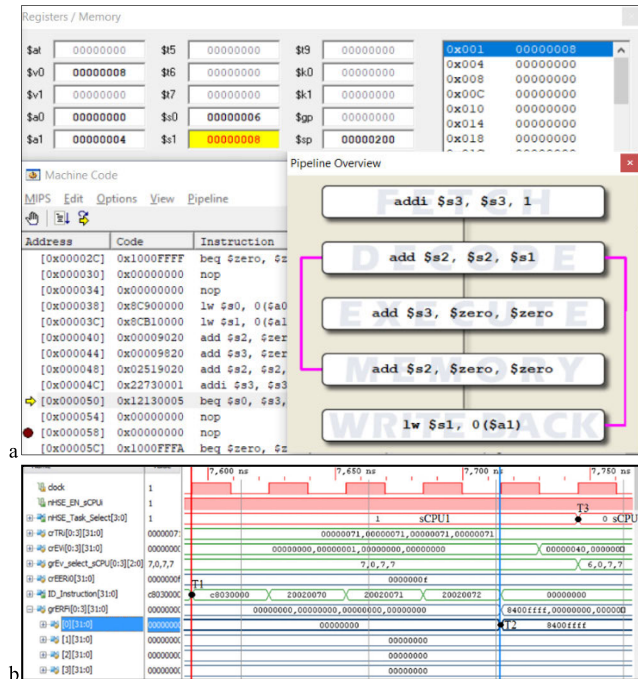 Registers / Memory
$at 00000000 $t5 00000000 $t9 00000000 0x001 00000008
$v0 00000008 $t6 00000000 $k0 00000000 0x004 00000000
0x008 00000000
$v1 00000000 $t7 00000000 $k1 00000000 0x00C 00000000
$a0 00000000 $s0 00000006 $gp 00000000 0x010 00000000
0x014 00000000
$a1 00000004 $s1 00000008 $sp 00000200 0x018 00000000
Machine Code
MIPS Edit Options View Pipeline
Address Code Instruction
[0x00002C] 0x1000FFFF beq $zero, $z
[0x000030] 0x00000000 nop
[0x000034] 0x00000000 nop
[0x000038] 0x8C900000 lw $s0, 0($a0
[0x00003C] 0x8CB10000 lw $s1, 0($a1
[0x000040] 0x00009020 add $s2, $zer
[0x000044] 0x00009820 add $s3, $zer
[0x000048] 0x02519020 add $s2, $s2,
[0x00004C] 0x22730001 addi $s3, $s3
[0x000050] 0x12130005 beq $s0, $s3,
[0x000054] 0x00000000 nop
[0x000058] 0x00000000 nop
[0x00005C] 0x1000FFFA beq $zero, $
Pipeline Overview
FETCH
addi $s3, $s3, 1
DECODE
add $s2, $s2, $s1
EXECUTE
add $s3, $zero, $zero
MEMORY
add $s2, $zero, $zero
WRITE BACK
lw $s1, 0($a1)
a
7,600 ns 7,650 ns 7,700 ns 7,750 ns
clock 1
nHSE_EN_sCPUi 1
T3
nHSE_Task_Select[3:0] 1 1 sCPU1 0 sCPU
crTRi[0:3][31:0] 0000007: 00000071,00000071,00000071,00000071
crEVi[0:3][31:0] 0000000( 00000000,00000001,00000000,00000000 00000040,0000000
grEv_select_sCPU[0:3][2:0] 7,0,7,7 7,0,7,7 6,0,7,7
crEERi0[31:0] 0000000f 0000000f
T1
ID_Instruction[31:0] c8030000 c8030000 20020070 20020071 20020072 00000000
grERFi[0:3][31:0] 0000000( 00000000,00000000,00000000,00000000 8400ffff,00000000,000000
[0][31:0] 0000000( 00000000 T2 8400ffff
[1][31:0] 0000000( 00000000
[2][31:0] 0000000( 00000000
[3][31:0] 0000000( 00000000
b